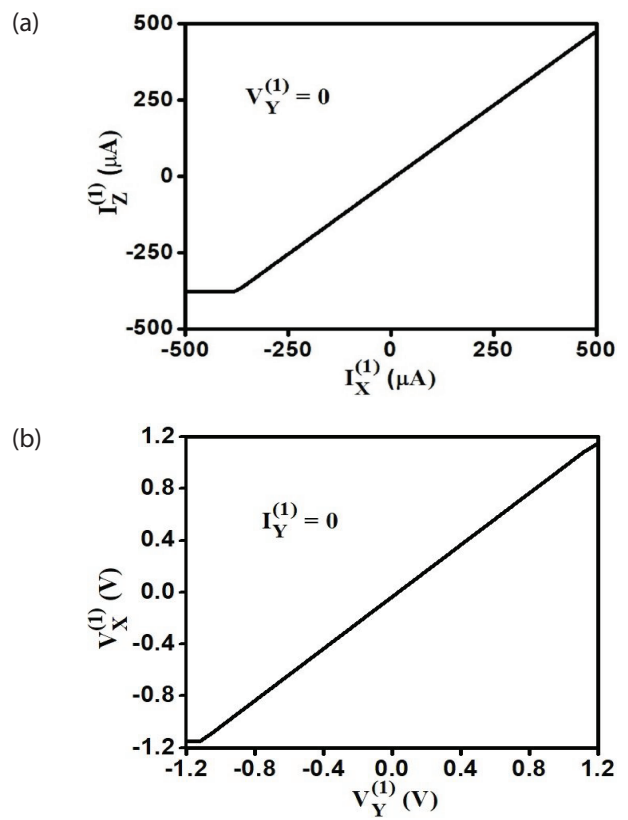 (a)
500
250
0
-250
-500
I_Z^(1) (μA)
V_Y^(1) = 0
-500 -250 0 250 500
I_X^(1) (μA)
(b)
1.2
0.8
0.4
0.0
-0.4
-0.8
-1.2
V_X^(1) (V)
I_Y^(1) = 0
-1.2 -0.8 -0.4 0.0 0.4 0.8 1.2
V_Y^(1) (V)